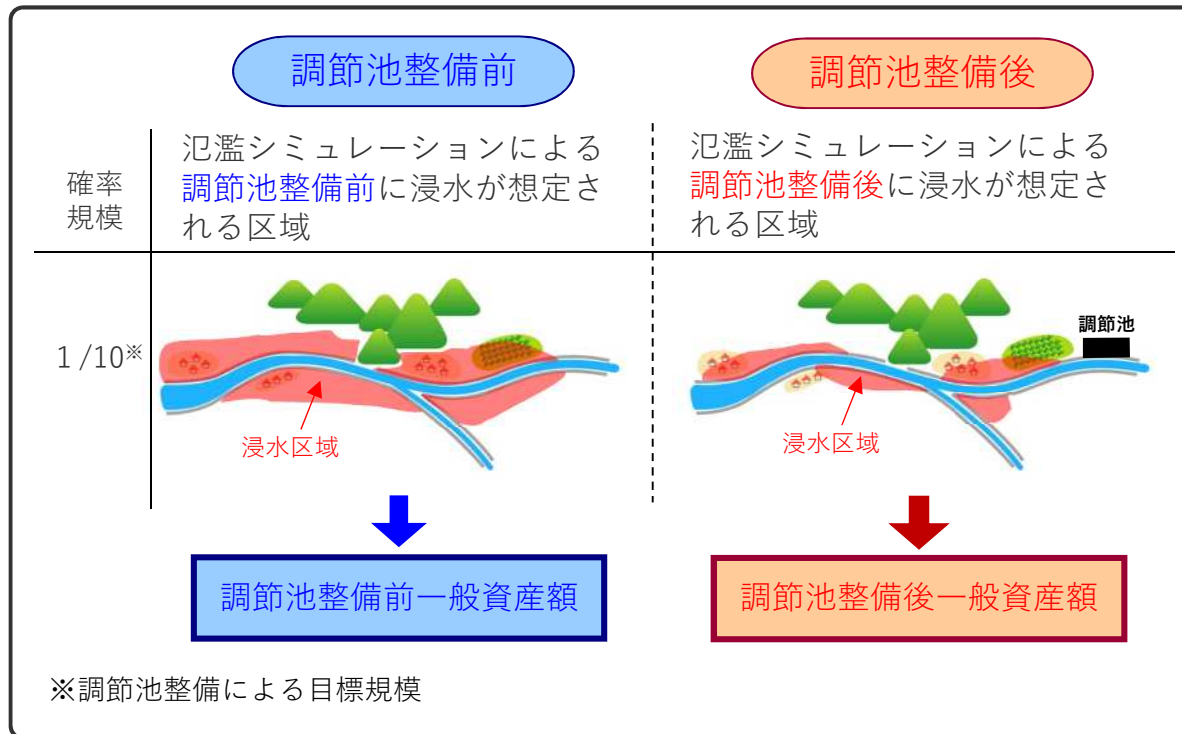 調節池整備前
調節池整備後
確率
規模
氾濫シミュレーションによる
調節池整備前に浸水が想定さ
れる区域
氾濫シミュレーションによる
調節池整備後に浸水が想定さ
れる区域
1/10※
浸水区域
調節池
浸水区域
調節池整備前一般資産額
調節池整備後一般資産額
※調節池整備による目標規模